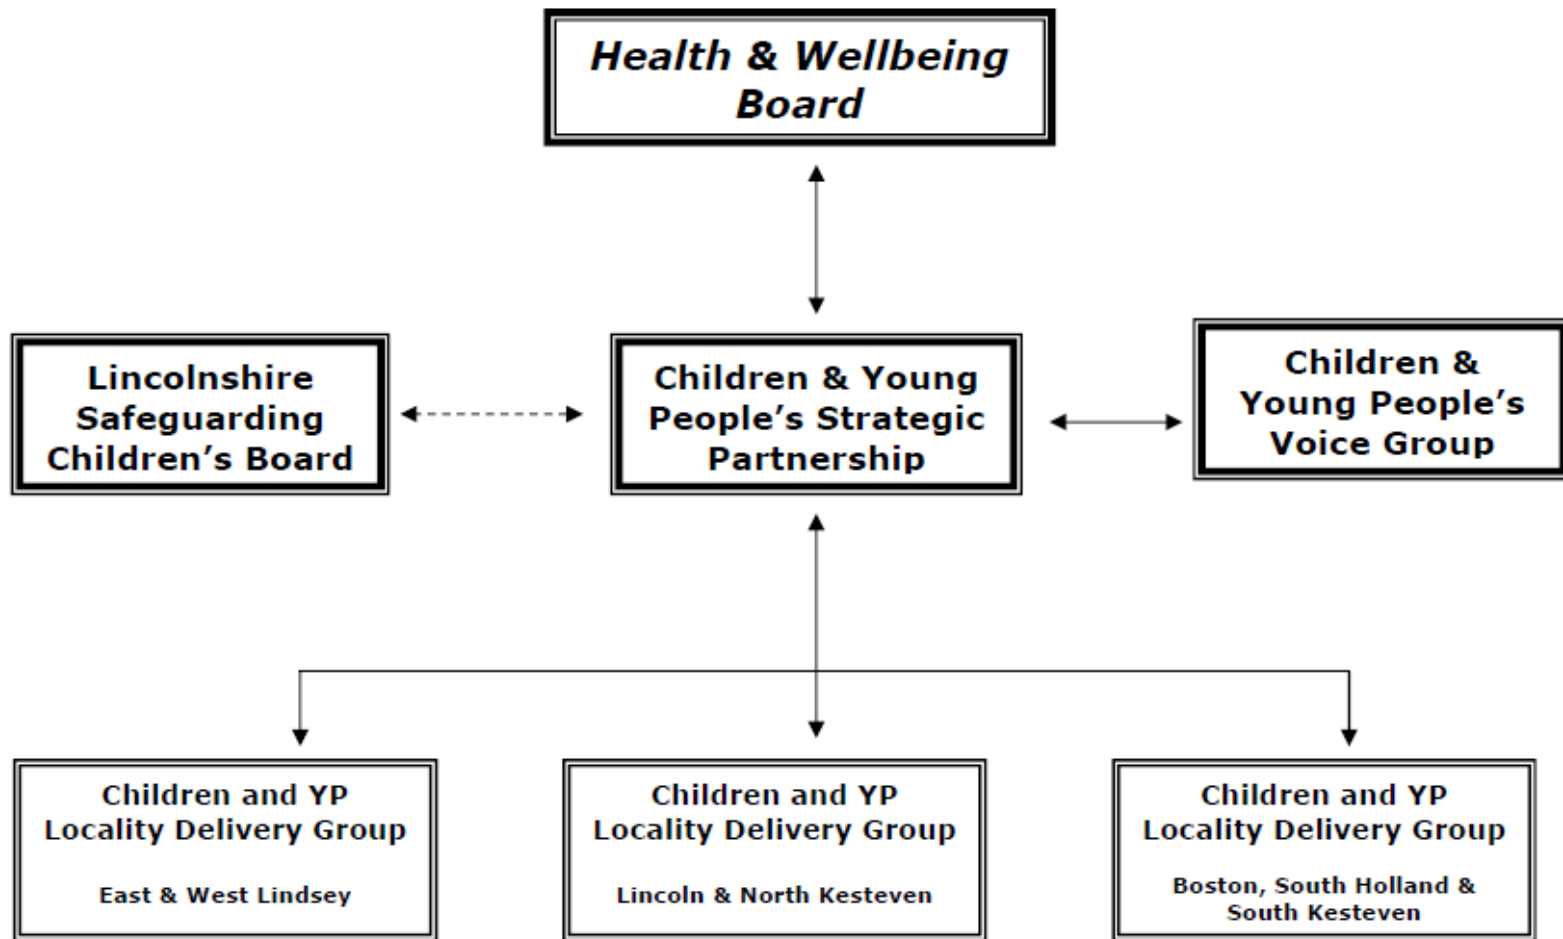 Health & Wellbeing
Board
Lincolnshire
Safeguarding
Children’s Board
Children & Young
People’s Strategic
Partnership
Children &
Young People’s
Voice Group
Children and YP
Locality Delivery Group
East & West Lindsey
Children and YP
Locality Delivery Group
Lincoln & North Kesteven
Children and YP
Locality Delivery Group
Boston, South Holland &
South Kesteven